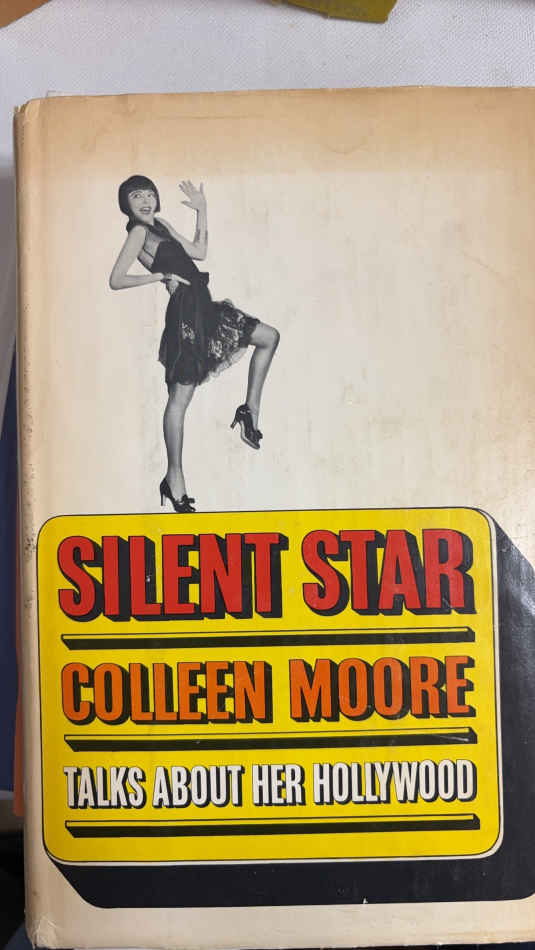 SILENT STAR
COLLEEN MOORE
TALKS ABOUT HER HOLLYWOOD